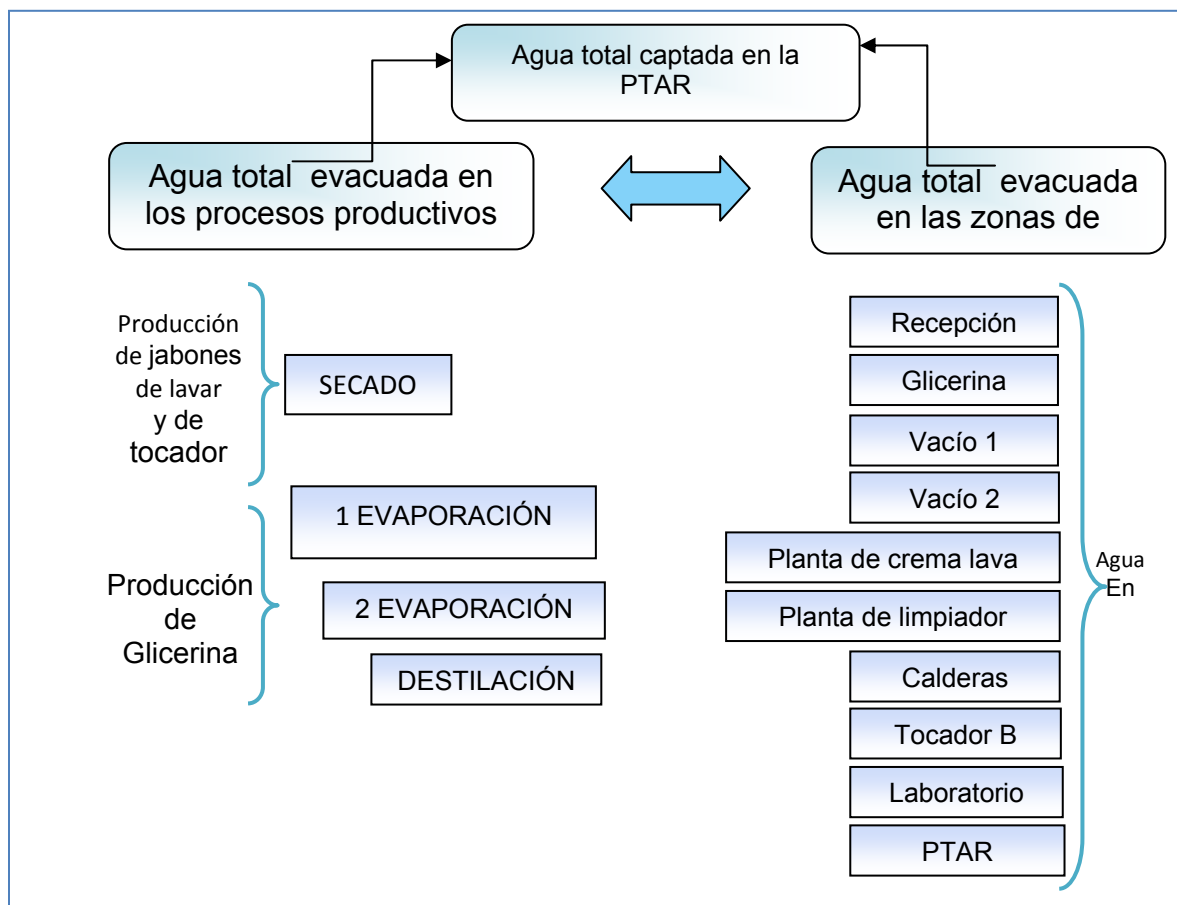 Agua total captada en la
PTAR
Agua total evacuada en
los procesos productivos
Agua total evacuada
en las zonas de
Producción
de jabones
de lavar
y de
tocador
SECADO
Producción
de
Glicerina
1 EVAPORACIÓN
2 EVAPORACIÓN
DESTILACIÓN
Recepción
Glicerina
Vacío 1
Vacío 2
Planta de crema lava
Planta de limpiador
Calderas
Tocador B
Laboratorio
PTAR
Agua
En